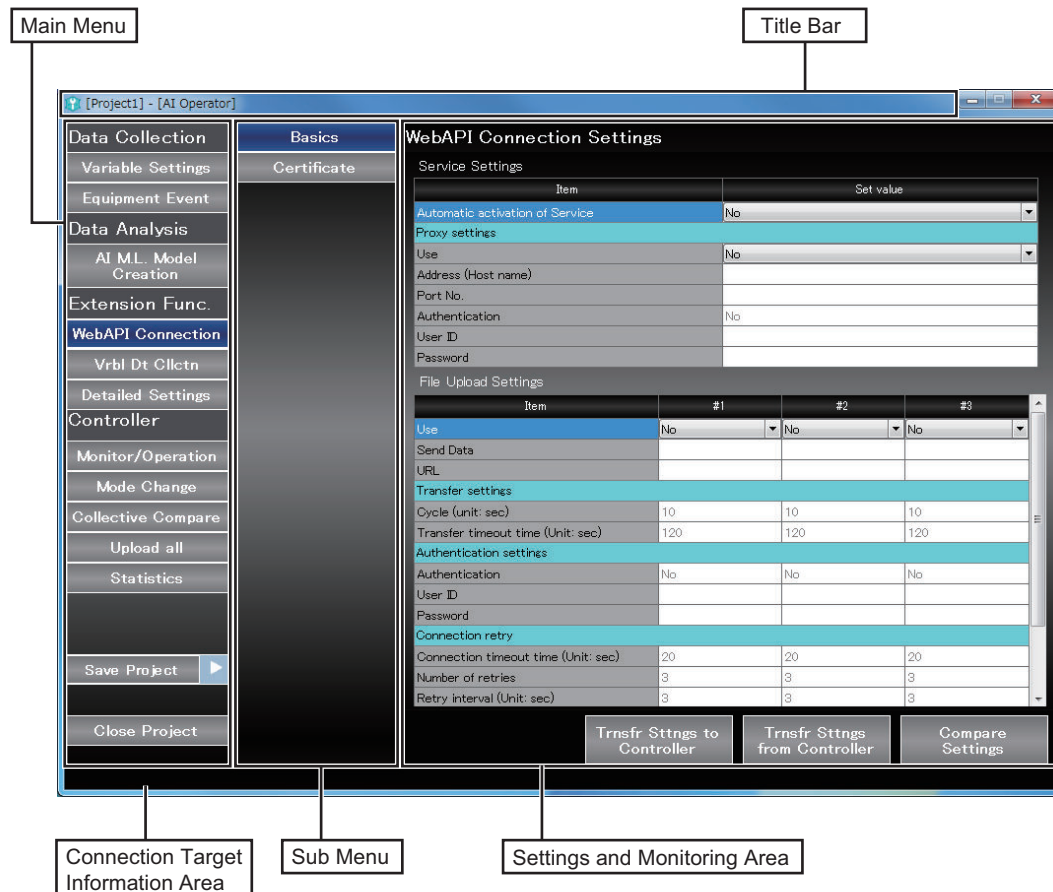 Main Menu
Title Bar
[Project1] - [AI Operator]
Data Collection
Variable Settings
Equipment Event
Data Analysis
AI M.L. Model
Creation
Extension Func.
WebAPI Connection
Vrbl Dt Cllctn
Detailed Settings
Controller
Monitor/Operation
Mode Change
Collective Compare
Upload all
Statistics
Save Project
Close Project
Basics
Certificate
WebAPI Connection Settings
Service Settings
Item Set value
Automatic activation of Service No
Proxy settings
Use No
Address (Host name)
Port No.
Authentication No
User ID
Password
File Upload Settings
Item #1 #2 #3
Use No No No
Send Data
URL
Transfer settings
Cycle (unit: sec) 10 10 10
Transfer timeout time (Unit: sec) 120 120 120
Authentication settings
Authentication No No No
User ID
Password
Connection retry
Connection timeout time (Unit: sec) 20 20 20
Number of retries 3 3 3
Retry interval (Unit: sec) 3 3 3
Trnsfr Sttngs to
Controller
Trnsfr Sttngs
from Controller
Compare
Settings
Connection Target
Information Area
Sub Menu
Settings and Monitoring Area